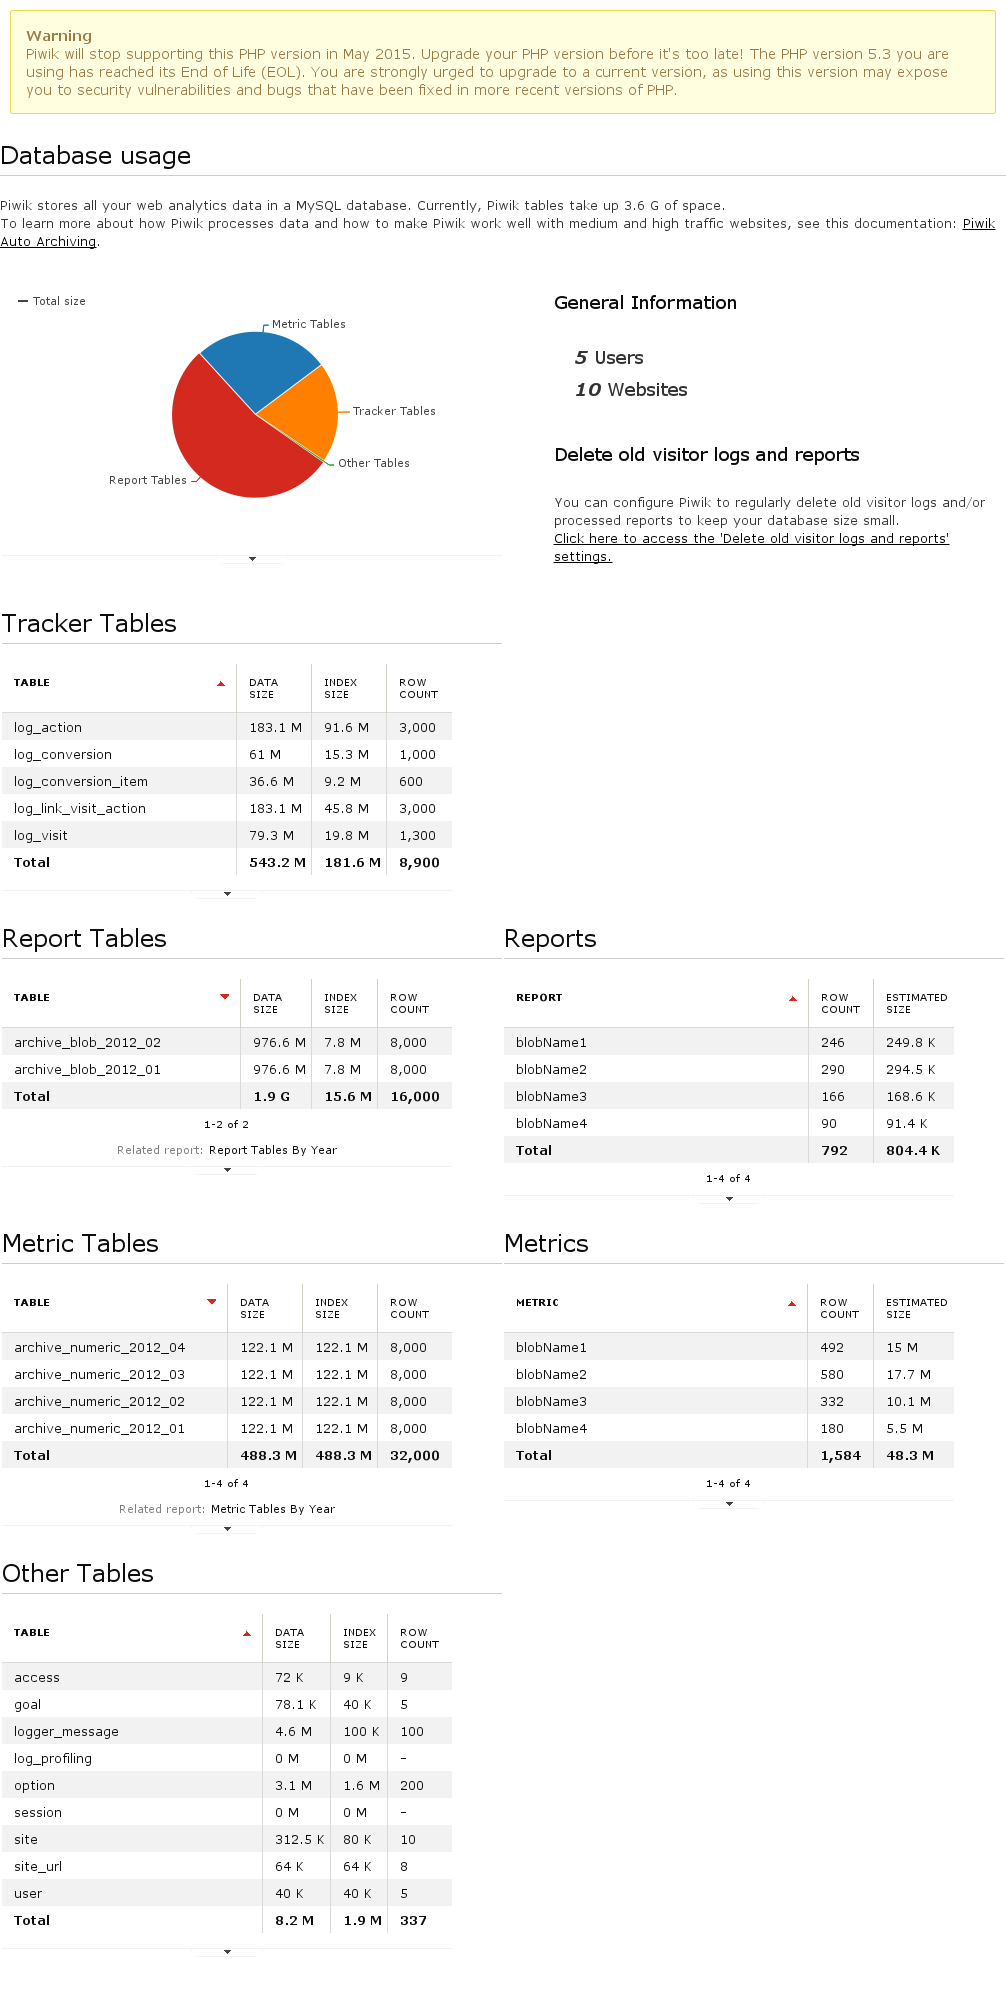 Warning
Piwik will stop supporting this PHP version in May 2015. Upgrade your PHP version before it's too late! The PHP version 5.3 you are
using has reached its End of Life (EOL). You are strongly urged to upgrade to a current version, as using this version may expose
you to security vulnerabilities and bugs that have been fixed in more recent versions of PHP.
Database usage
Piwik stores all your web analytics data in a MySQL database. Currently, Piwik tables take up 3.6 G of space.
To learn more about how Piwik processes data and how to make Piwik work well with medium and high traffic websites, see this documentation: Piwik
Auto Archiving.
Total size
Metric Tables
Tracker Tables
Other Tables
Report Tables
General Information
5 Users
10 Websites
Delete old visitor logs and reports
You can configure Piwik to regularly delete old visitor logs and/or
processed reports to keep your database size small.
Click here to access the 'Delete old visitor logs and reports'
settings.
Tracker Tables
TABLE DATA SIZE INDEX SIZE ROW COUNT
log_action 183.1 M 91.6 M 3,000
log_conversion 61 M 15.3 M 1,000
log_conversion_item 36.6 M 9.2 M 600
log_link_visit_action 183.1 M 45.8 M 3,000
log_visit 79.3 M 19.8 M 1,300
Total 543.2 M 181.6 M 8,900
Report Tables
TABLE DATA SIZE INDEX SIZE ROW COUNT
archive_blob_2012_02 976.6 M 7.8 M 8,000
archive_blob_2012_01 976.6 M 7.8 M 8,000
Total 1.9 G 15.6 M 16,000
1-2 of 2
Related report: Report Tables By Year
Reports
REPORT ROW COUNT ESTIMATED SIZE
blobName1 246 249.8 K
blobName2 290 294.5 K
blobName3 166 168.6 K
blobName4 90 91.4 K
Total 792 804.4 K
1-4 of 4
Metric Tables
TABLE DATA SIZE INDEX SIZE ROW COUNT
archive_numeric_2012_04 122.1 M 122.1 M 8,000
archive_numeric_2012_03 122.1 M 122.1 M 8,000
archive_numeric_2012_02 122.1 M 122.1 M 8,000
archive_numeric_2012_01 122.1 M 122.1 M 8,000
Total 488.3 M 488.3 M 32,000
1-4 of 4
Related report: Metric Tables By Year
Metrics
METRIC ROW COUNT ESTIMATED SIZE
blobName1 492 15 M
blobName2 580 17.7 M
blobName3 332 10.1 M
blobName4 180 5.5 M
Total 1,584 48.3 M
1-4 of 4
Other Tables
TABLE DATA SIZE INDEX SIZE ROW COUNT
access 72 K 9 K 9
goal 78.1 K 40 K 5
logger_message 4.6 M 100 K 100
log_profiling 0 M 0 M -
option 3.1 M 1.6 M 200
session 0 M 0 M -
site 312.5 K 80 K 10
site_url 64 K 64 K 8
user 40 K 40 K 5
Total 8.2 M 1.9 M 337